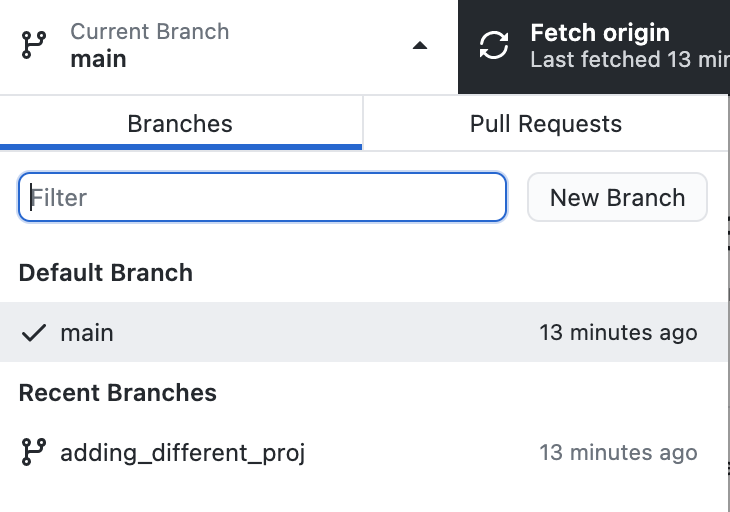 Current Branch
main
Fetch origin
Last fetched 13
Branches
Pull Requests
Filter
New Branch
Default Branch
main
13 minutes ago
Recent Branches
adding_different_proj
13 minutes ago